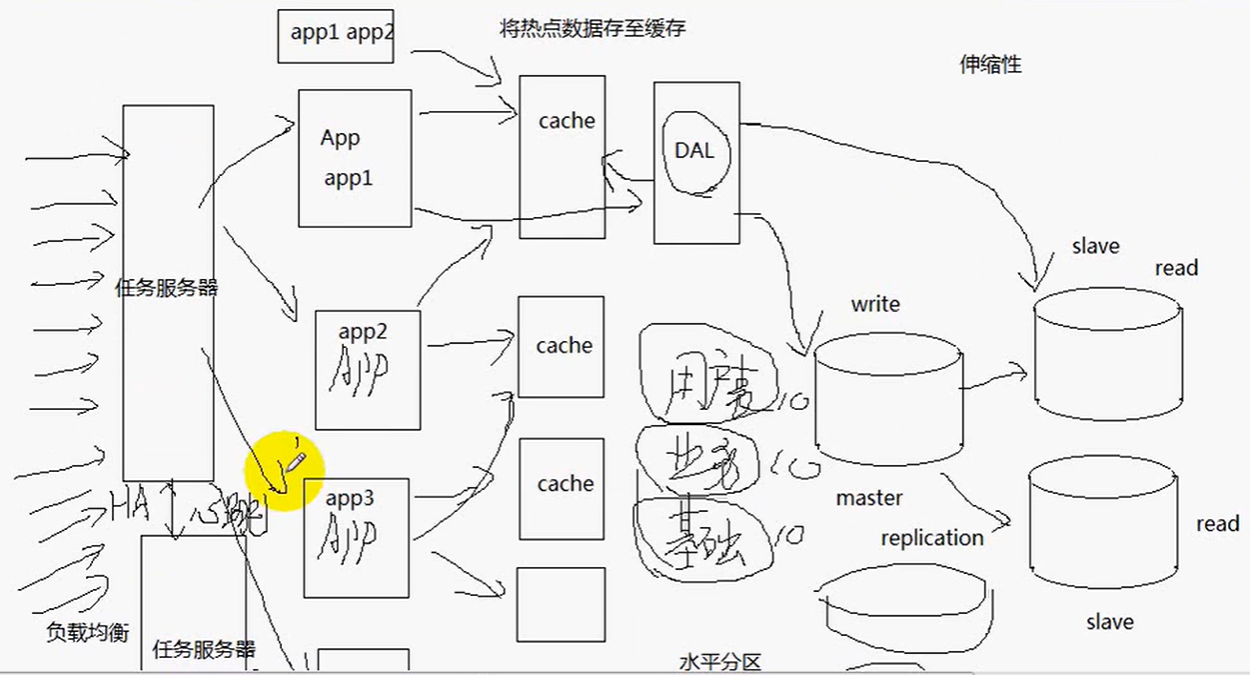 app1 app2
将热点数据存至缓存
伸缩性
App
app1
cache
DAL
任务服务器
slave
read
write
app2
APP
cache
用户
10
业务
10
cache
app3
APP
基础
10
HA
心跳
master
replication
read
slave
负载均衡
任务服务器
水平分区